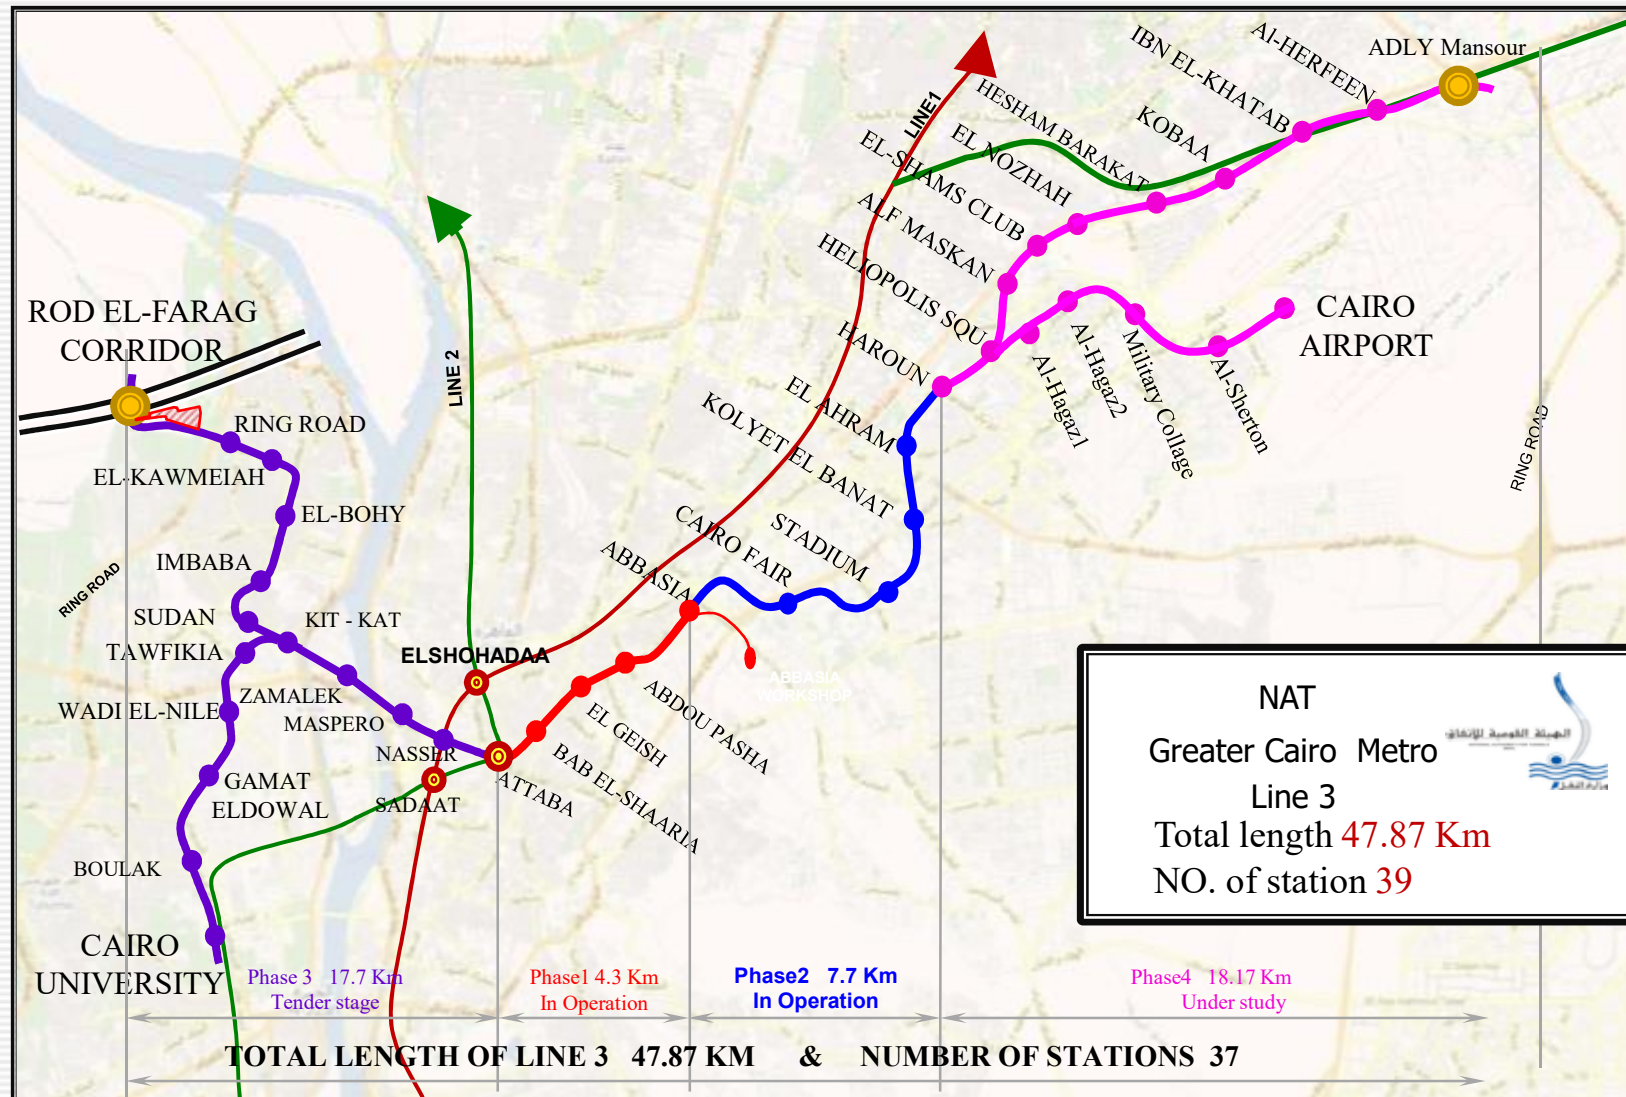 Al-HERFEEN
ADLY Mansour
IBN EL-KHATAB
KOBAA
HESHAM BARAKAT
EL NOZHAH
EL-SHAMS CLUB
ALF MASKAN
HELIOPOLIS SQU
HAROUN
LINE1
LINE 2
CAIRO
AIRPORT
Al-Hagaz1
Al-Hagaz2
Military Collage
Al-Sherton
RING ROAD
ROD EL-FARAG
CORRIDOR
RING ROAD
EL-KAWMEIAH
EL-BOHY
IMBABA
RING ROAD
SUDAN
KIT - KAT
TAWFIKIA
ZAMALEK
WADI EL-NILE
MASPERO
NASSER
GAMAT
ELDOWAL
SADAAT
BOULAK
CAIRO
UNIVERSITY
ELSHOHADAA
ATTABA
BAB EL-SHAARIA
EL GEISH
ABDOU PASHA
ABBASIA
ABBASIA
WORKSHOP
CAIRO FAIR
STADIUM
KOLYET EL BANAT
EL AHRAM
NAT
Greater Cairo Metro
Line 3
Total length 47.87 Km
NO. of station 39
الهيئة القومية للإنفاق
وزارة النقل
Phase 3 17.7 Km
Tender stage
Phase1 4.3 Km
In Operation
Phase2 7.7 Km
In Operation
Phase4 18.17 Km
Under study
TOTAL LENGTH OF LINE 3 47.87 KM & NUMBER OF STATIONS 37